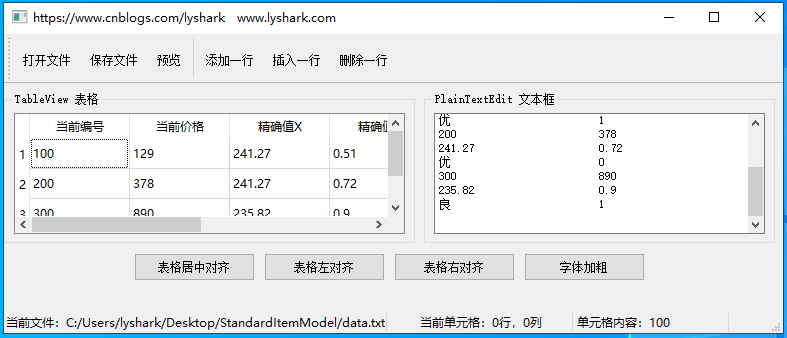 https://www.cnblogs.com/lyshark www.lyshark.com
打开文件 保存文件 预览 添加一行 插入一行 删除一行
TableView 表格
当前编号 当前价格 精确值X 精确值
1 100 129 241.27 0.51
2 200 378 241.27 0.72
3 300 890 235.82 0.9
PlainTextEdit 文本框
优 1
200 378
241.27 0.72
优 0
300 890
235.82 0.9
良 1
表格居中对齐 表格左对齐 表格右对齐 字体加粗
当前文件: C:/Users/lyshark/Desktop/StandardItemModel/data.txt 当前单元格: 0行，0列 单元格内容: 100